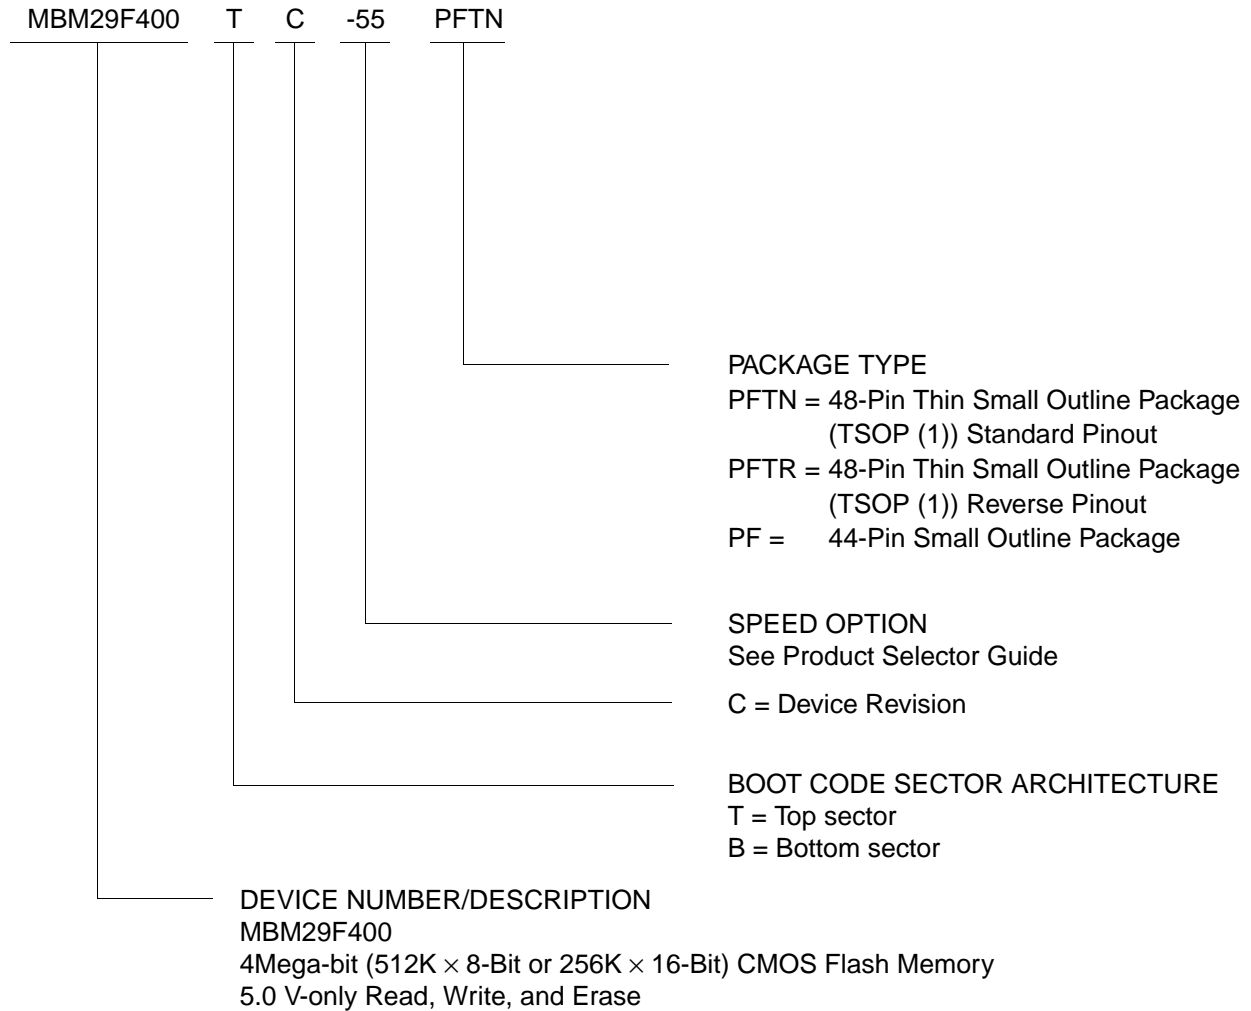 MBM29F400 T C -55 PFTN
PACKAGE TYPE
PFTN = 48-Pin Thin Small Outline Package
(TSOP (1)) Standard Pinout
PFTR = 48-Pin Thin Small Outline Package
(TSOP (1)) Reverse Pinout
PF = 44-Pin Small Outline Package
SPEED OPTION
See Product Selector Guide
C = Device Revision
BOOT CODE SECTOR ARCHITECTURE
T = Top sector
B = Bottom sector
DEVICE NUMBER/DESCRIPTION
MBM29F400
4Mega-bit (512K × 8-Bit or 256K × 16-Bit) CMOS Flash Memory
5.0 V-only Read, Write, and Erase